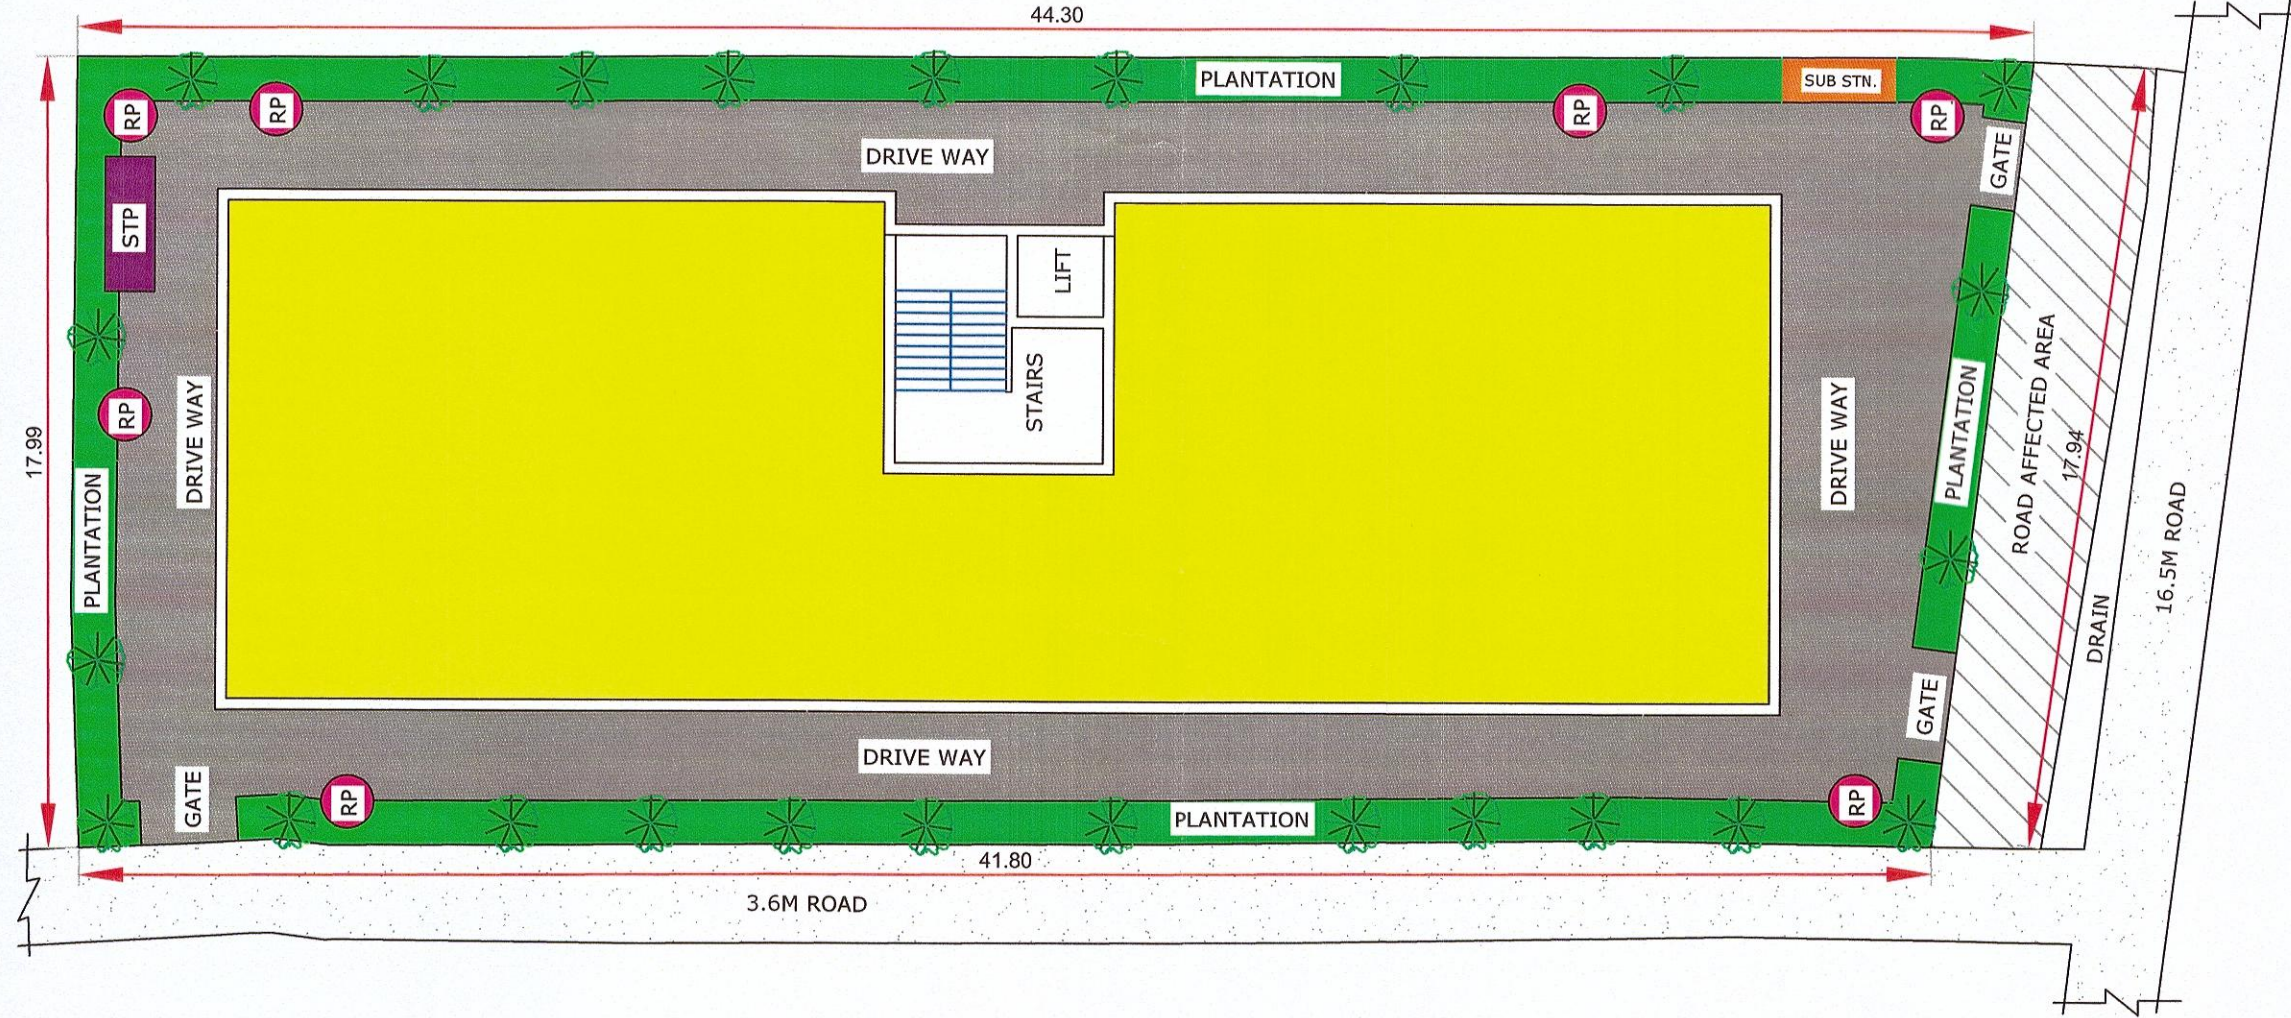 44.30
PLANTATION
SUB STN.
RP
RP
RP
RP
DRIVE WAY
GATE
STP
LIFT
STAIRS
RP
DRIVE WAY
DRIVE WAY
17.99
PLANTATION
PLANTATION
ROAD AFFECTED AREA
17.94
16.5M ROAD
DRAIN
GATE
DRIVE WAY
GATE
RP
RP
PLANTATION
41.80
3.6M ROAD